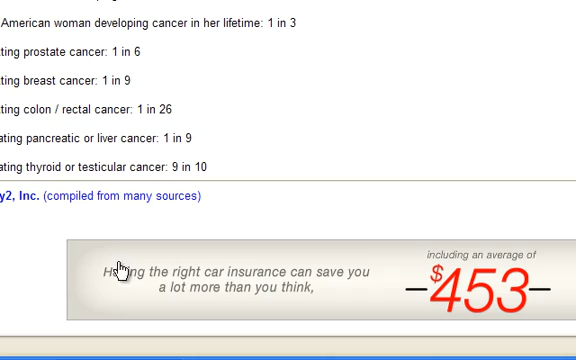 American woman developing cancer in her lifetime: 1 in 3
ting prostate cancer: 1 in 6
ting breast cancer: 1 in 9
ting colon / rectal cancer: 1 in 26
ating pancreatic or liver cancer: 1 in 9
ating thyroid or testicular cancer: 9 in 10
y2, Inc. (compiled from many sources)
Having the right car insurance can save you
a lot more than you think,
including an average of
$453